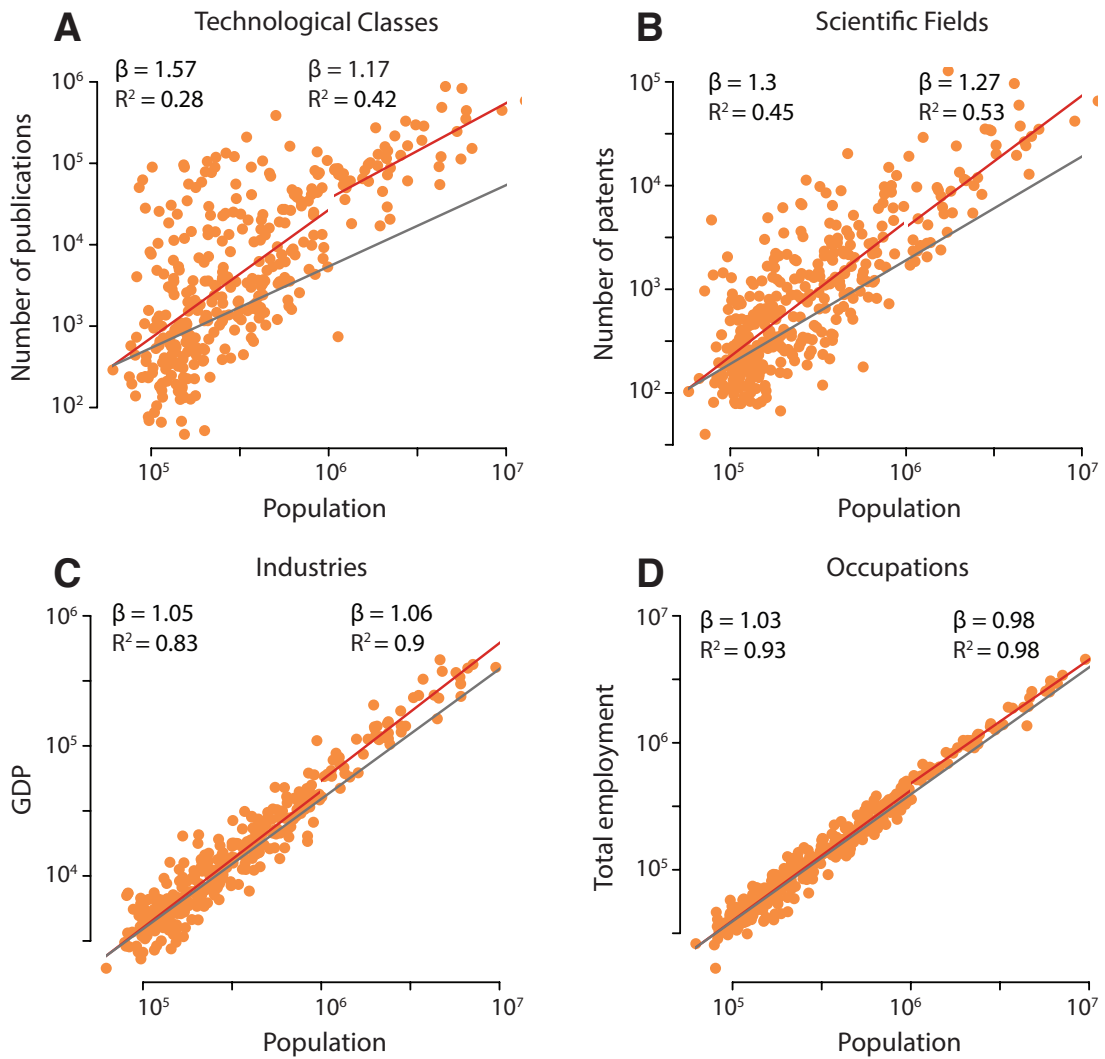 A
Technological Classes
β = 1.57
R² = 0.28
β = 1.17
R² = 0.42
Number of publications
10⁶
10⁵
10⁴
10³
10²
10⁵
10⁶
10⁷
Population
B
Scientific Fields
β = 1.3
R² = 0.45
β = 1.27
R² = 0.53
Number of patents
10⁵
10⁴
10³
10²
10⁵
10⁶
10⁷
Population
C
Industries
β = 1.05
R² = 0.83
β = 1.06
R² = 0.9
GDP
10⁶
10⁵
10⁴
10⁵
10⁶
10⁷
Population
D
Occupations
β = 1.03
R² = 0.93
β = 0.98
R² = 0.98
Total employment
10⁷
10⁶
10⁵
10⁵
10⁶
10⁷
Population